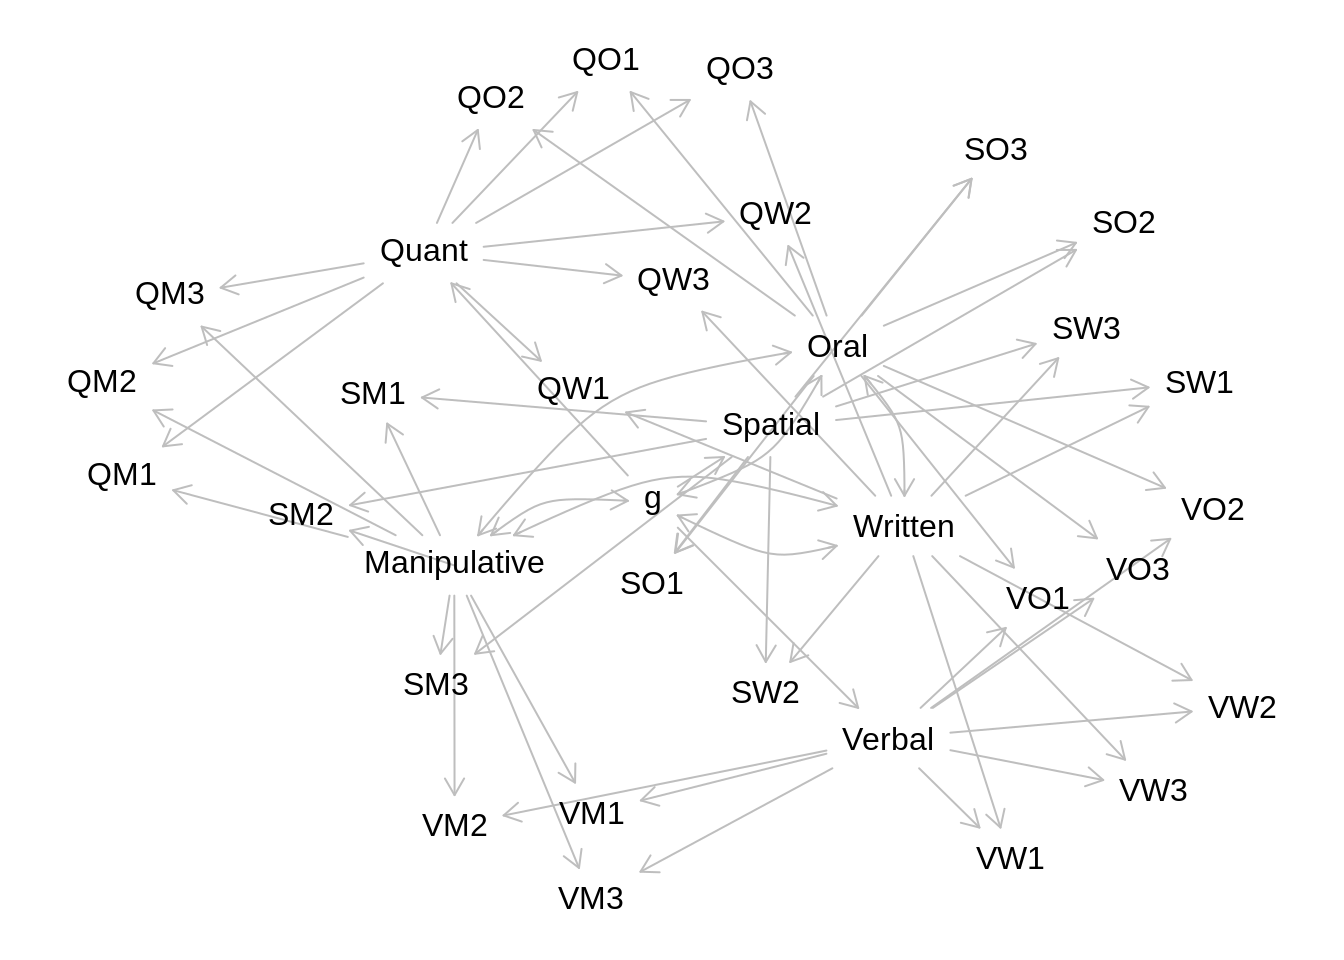 QO1
QO3
QO2
SO3
QW2
SO2
Quant
QW3
QM3
SW3
Oral
QM2
SW1
QW1
SM1
Spatial
QM1
g
VO2
SM2
Written
Manipulative
VO3
SO1
VO1
SM3
SW2
VW2
Verbal
VW3
VM1
VM2
VW1
VM3